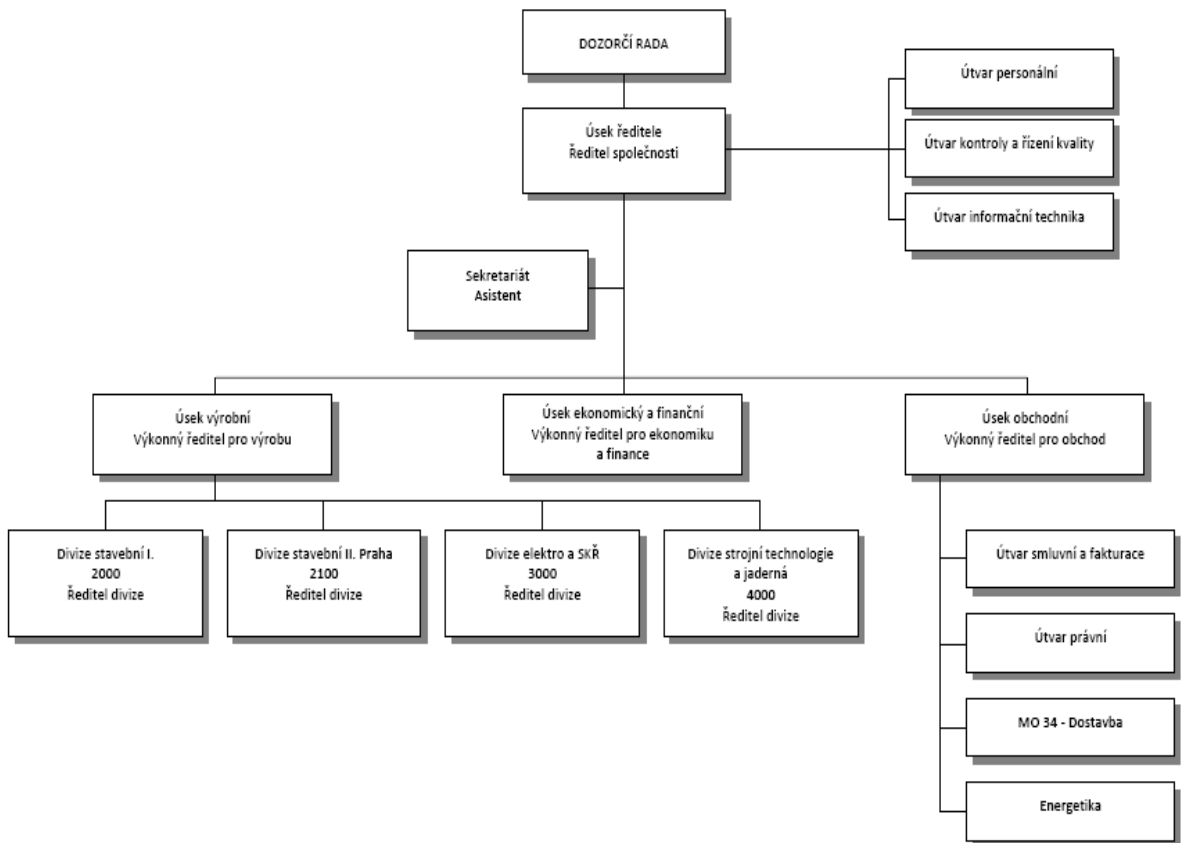 DOZORČÍ RADA
Útvar personální
Úsek ředitele
Ředitel společnosti
Útvar kontroly a řízení kvality
Útvar informační technika
Sekretariát
Asistent
Úsek výrobní
Výkonný ředitel pro výrobu
Úsek ekonomický a finanční
Výkonný ředitel pro ekonomiku
a finance
Úsek obchodní
Výkonný ředitel pro obchod
Divize stavební I.
2000
Ředitel divize
Divize stavební II. Praha
2100
Ředitel divize
Divize elektro a SKŘ
3000
Ředitel divize
Divize strojní technologie
a jaderná
4000
Ředitel divize
Útvar smluvní a fakturace
Útvar právní
MO 34 - Dostavba
Energetika